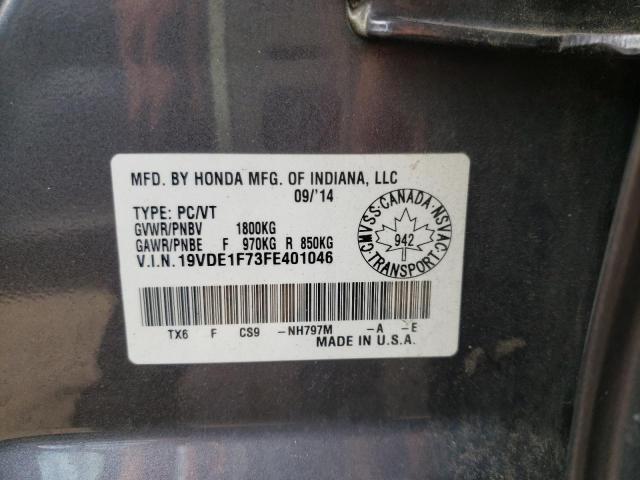 MFD. BY HONDA MFG. OF INDIANA, LLC
09/'14
TYPE: PC/VT
GVWR/PNBV 1800KG
GAWR/PNBE F 970KG R 850KG
V.I.N. 19VDE1F73FE401046
CMVSS·CANADA·NSVAC
942
TRANSPORT
TX6 F CS9 -NH797M -A -E
MADE IN U.S.A.